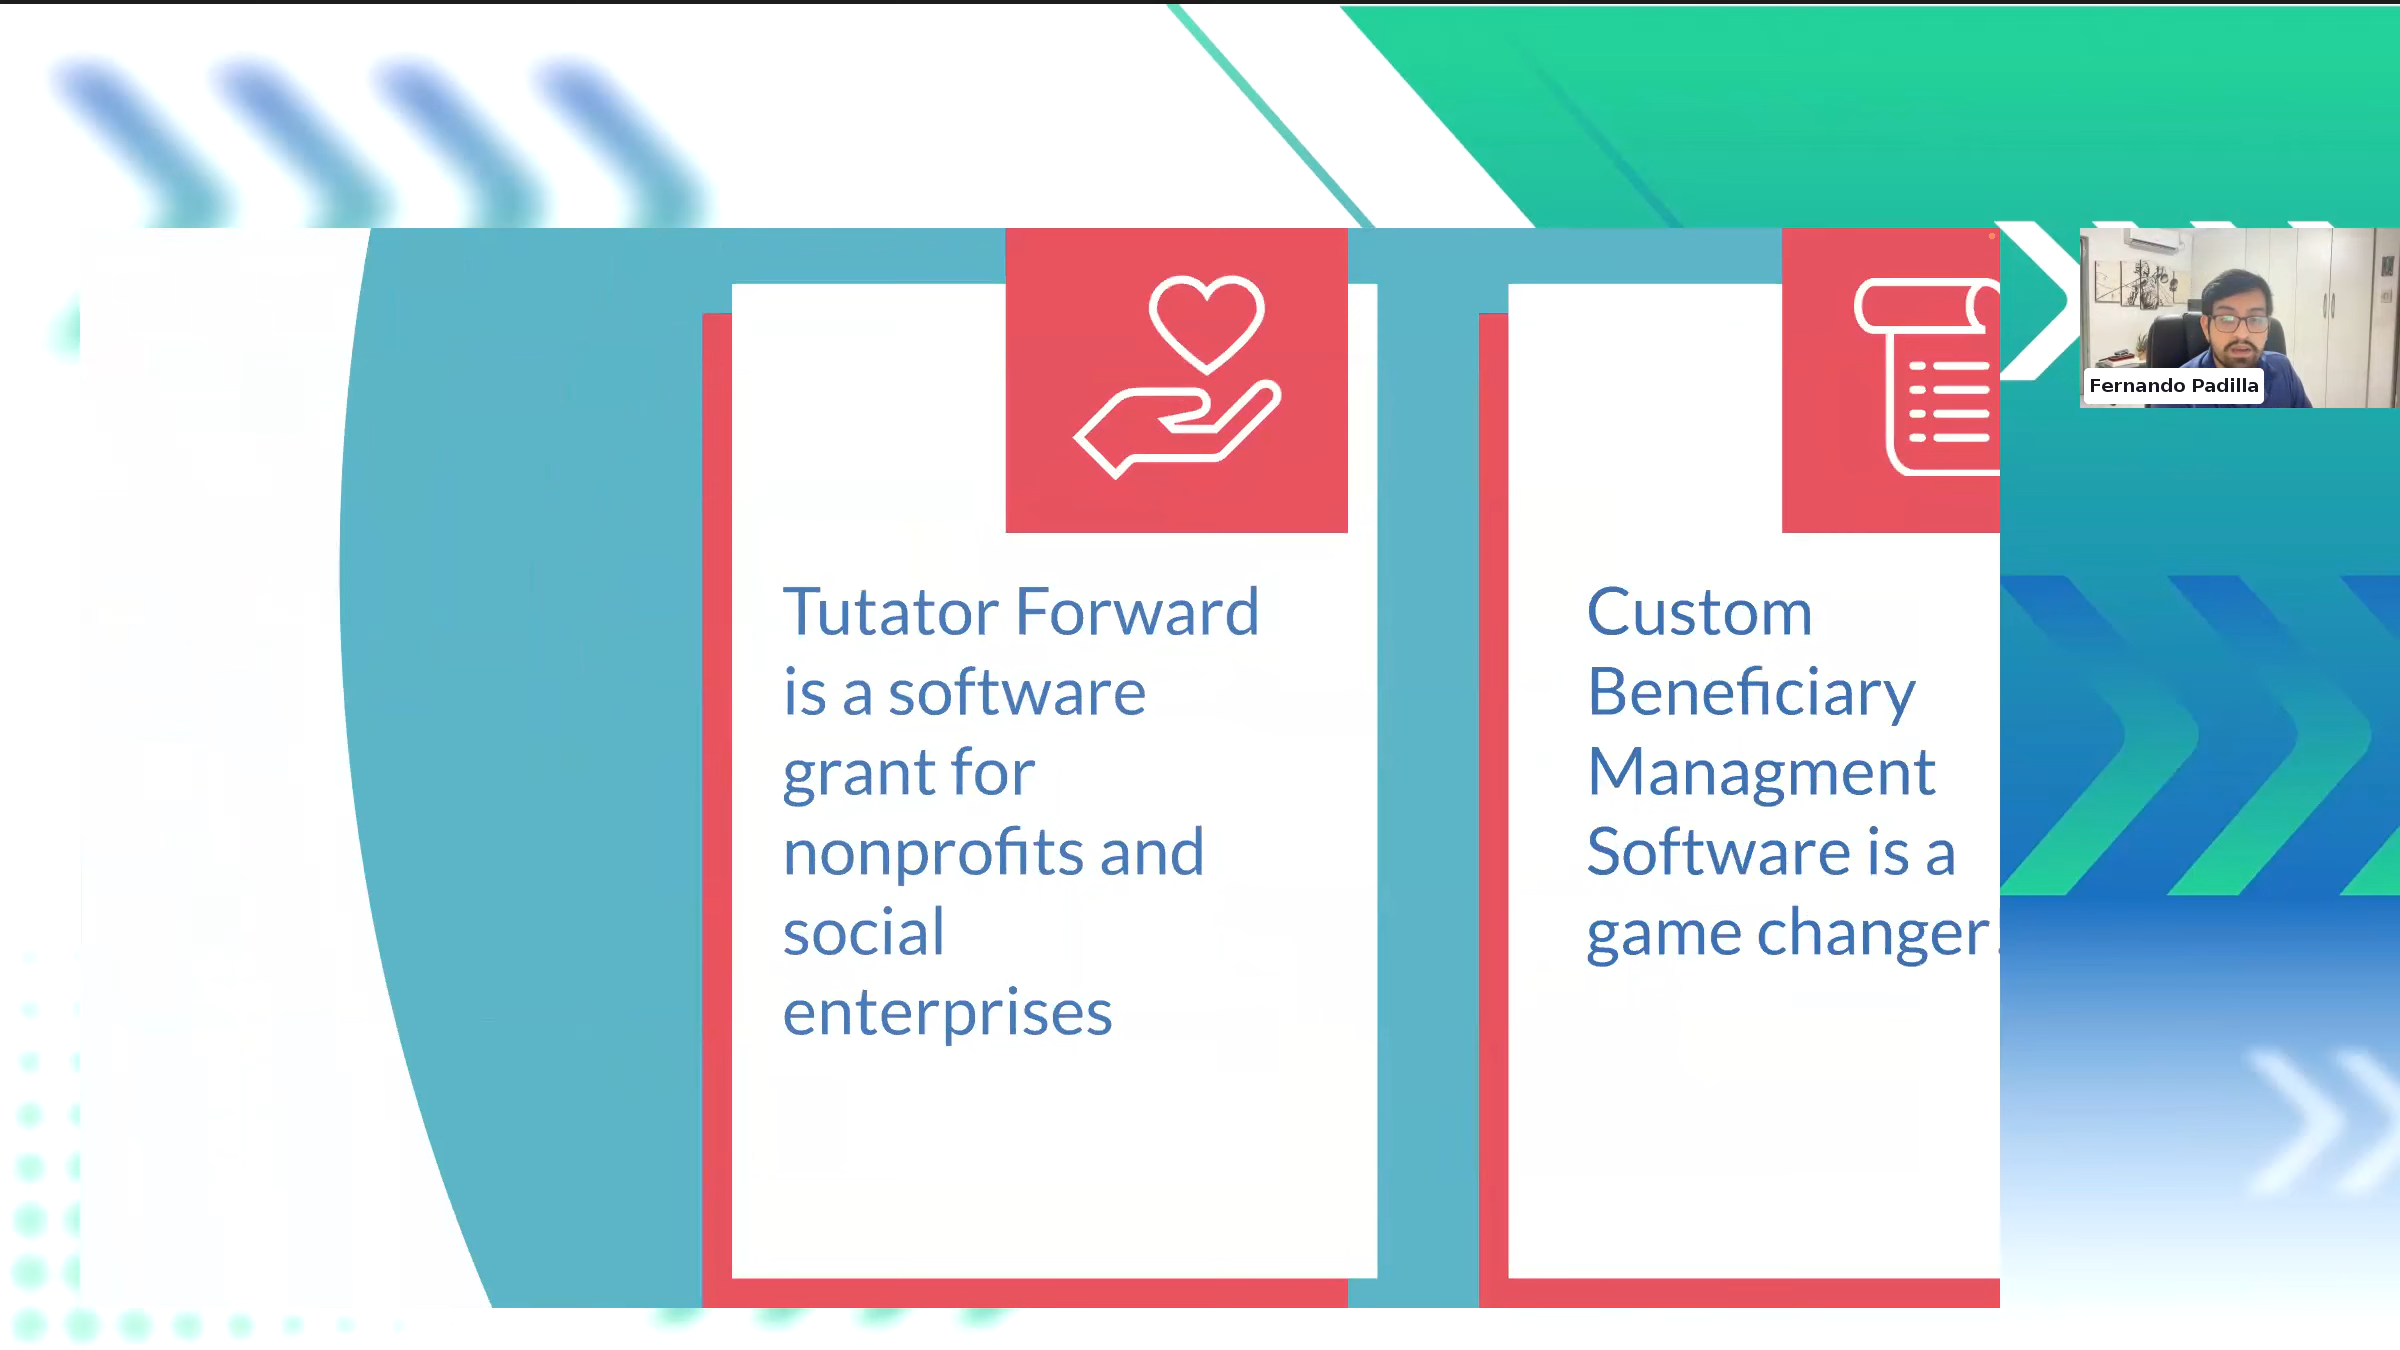 Tutator Forward
is a software
grant for
nonprofits and
social
enterprises
Custom
Beneficiary
Managment
Software is a
game changer.
Fernando Padilla